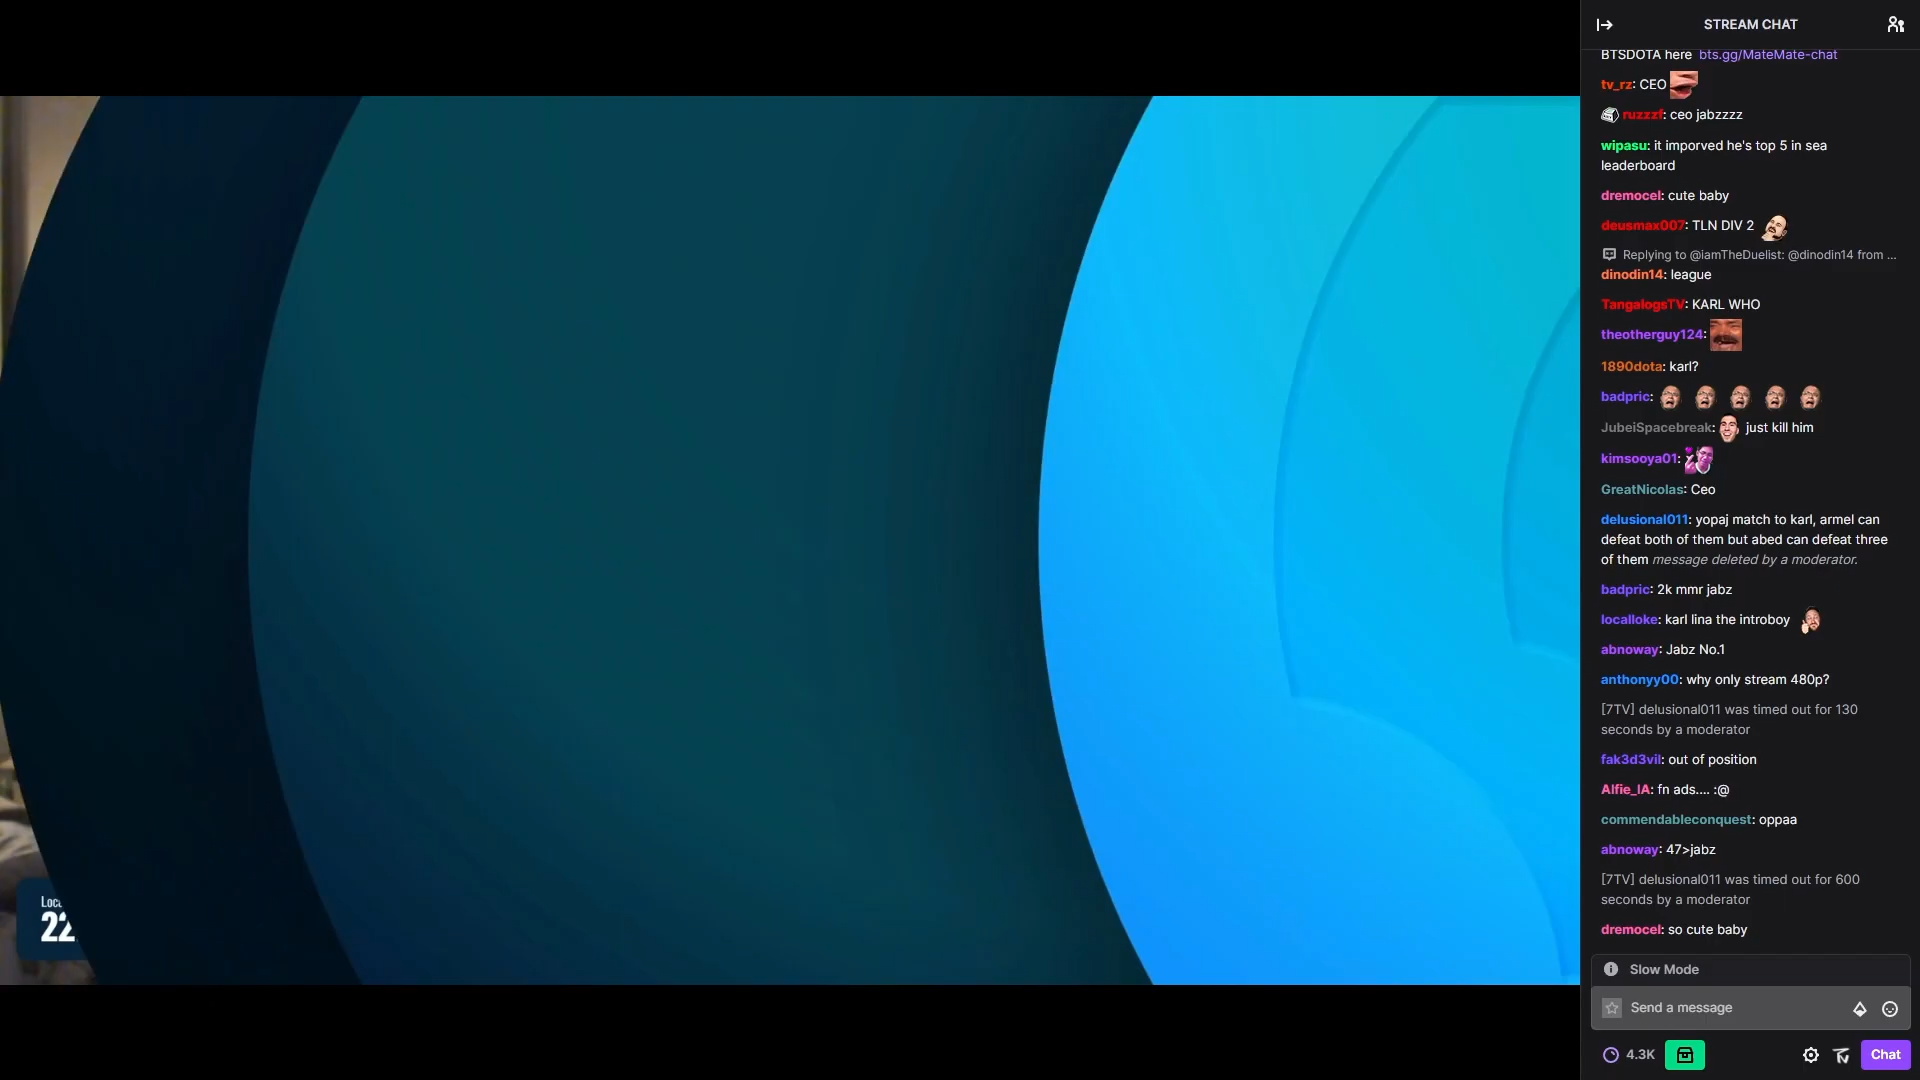 STREAM CHAT
BTSDOTA here bts.gg/MateMate-chat
tv_rz: CEO
ruzzzf: ceo jabzzzz
wipasu: it imporved he's top 5 in sea
leaderboard
dremocel: cute baby
deusmax007: TLN DIV 2
Replying to @iamTheDuelist: @dinodin14 from ...
dinodin14: league
TangalogsTV: KARL WHO
theotherguy124:
1890dota: karl?
badpric:
JubeiSpacebreak: just kill him
kimsooya01:
GreatNicolas: Ceo
delusional011: yopaj match to karl, armel can
defeat both of them but abed can defeat three
of them message deleted by a moderator.
badpric: 2k mmr jabz
localloke: karl lina the introboy
abnoway: Jabz No.1
anthonyy00: why only stream 480p?
[7TV] delusional011 was timed out for 130
seconds by a moderator
fak3d3vil: out of position
Alfie_IA: fn ads.... :@
commendableconquest: oppaa
abnoway: 47>jabz
[7TV] delusional011 was timed out for 600
seconds by a moderator
dremocel: so cute baby
Slow Mode
Send a message
4.3K
Chat
22